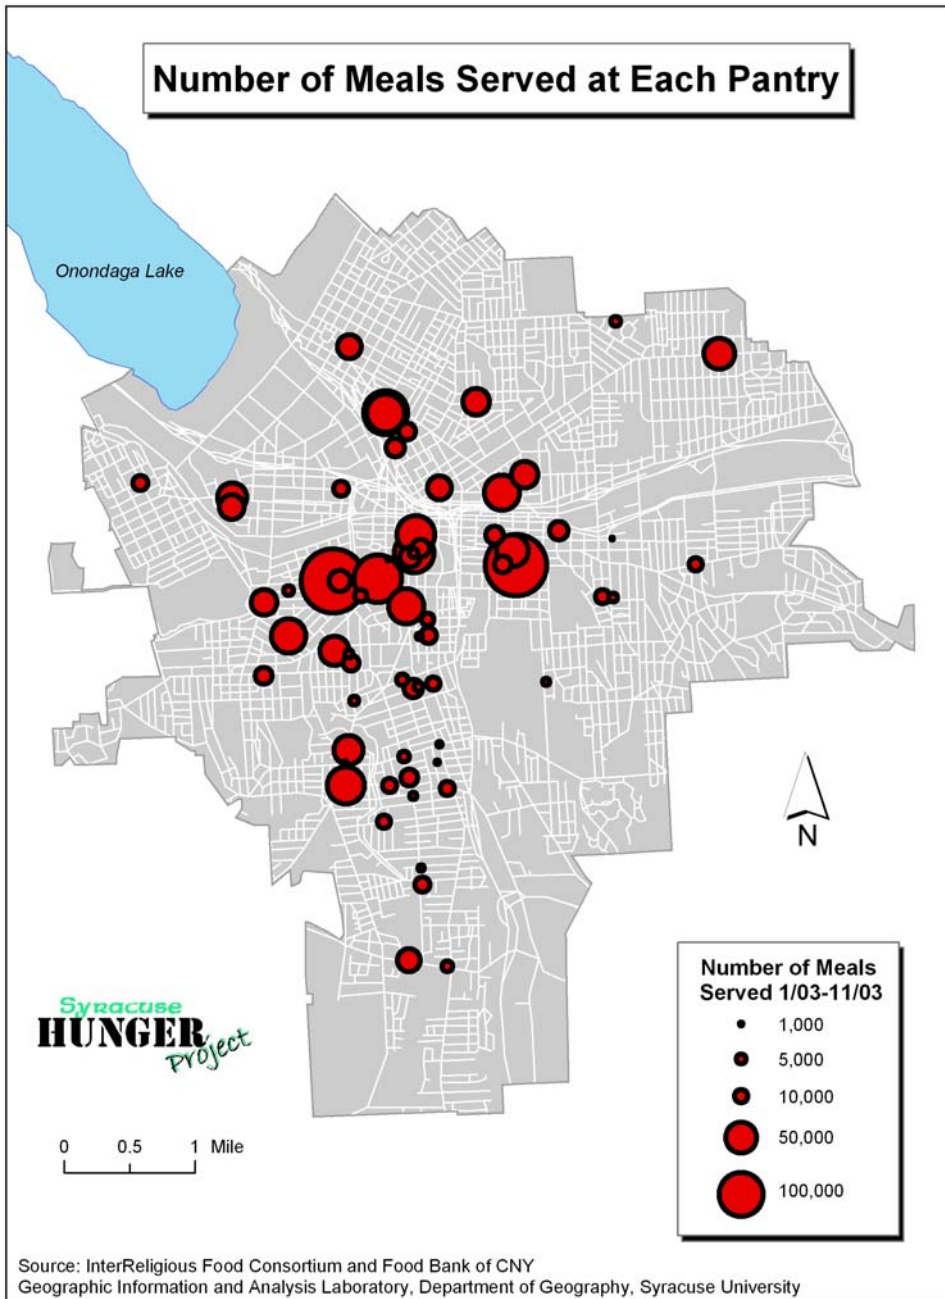 Number of Meals Served at Each Pantry
Onondaga Lake
N
Number of Meals
Served 1/03-11/03
1,000
5,000
10,000
50,000
100,000
Syracuse
HUNGER
Project
0 0.5 1 Mile
Source: InterReligious Food Consortium and Food Bank of CNY
Geographic Information and Analysis Laboratory, Department of Geography, Syracuse University